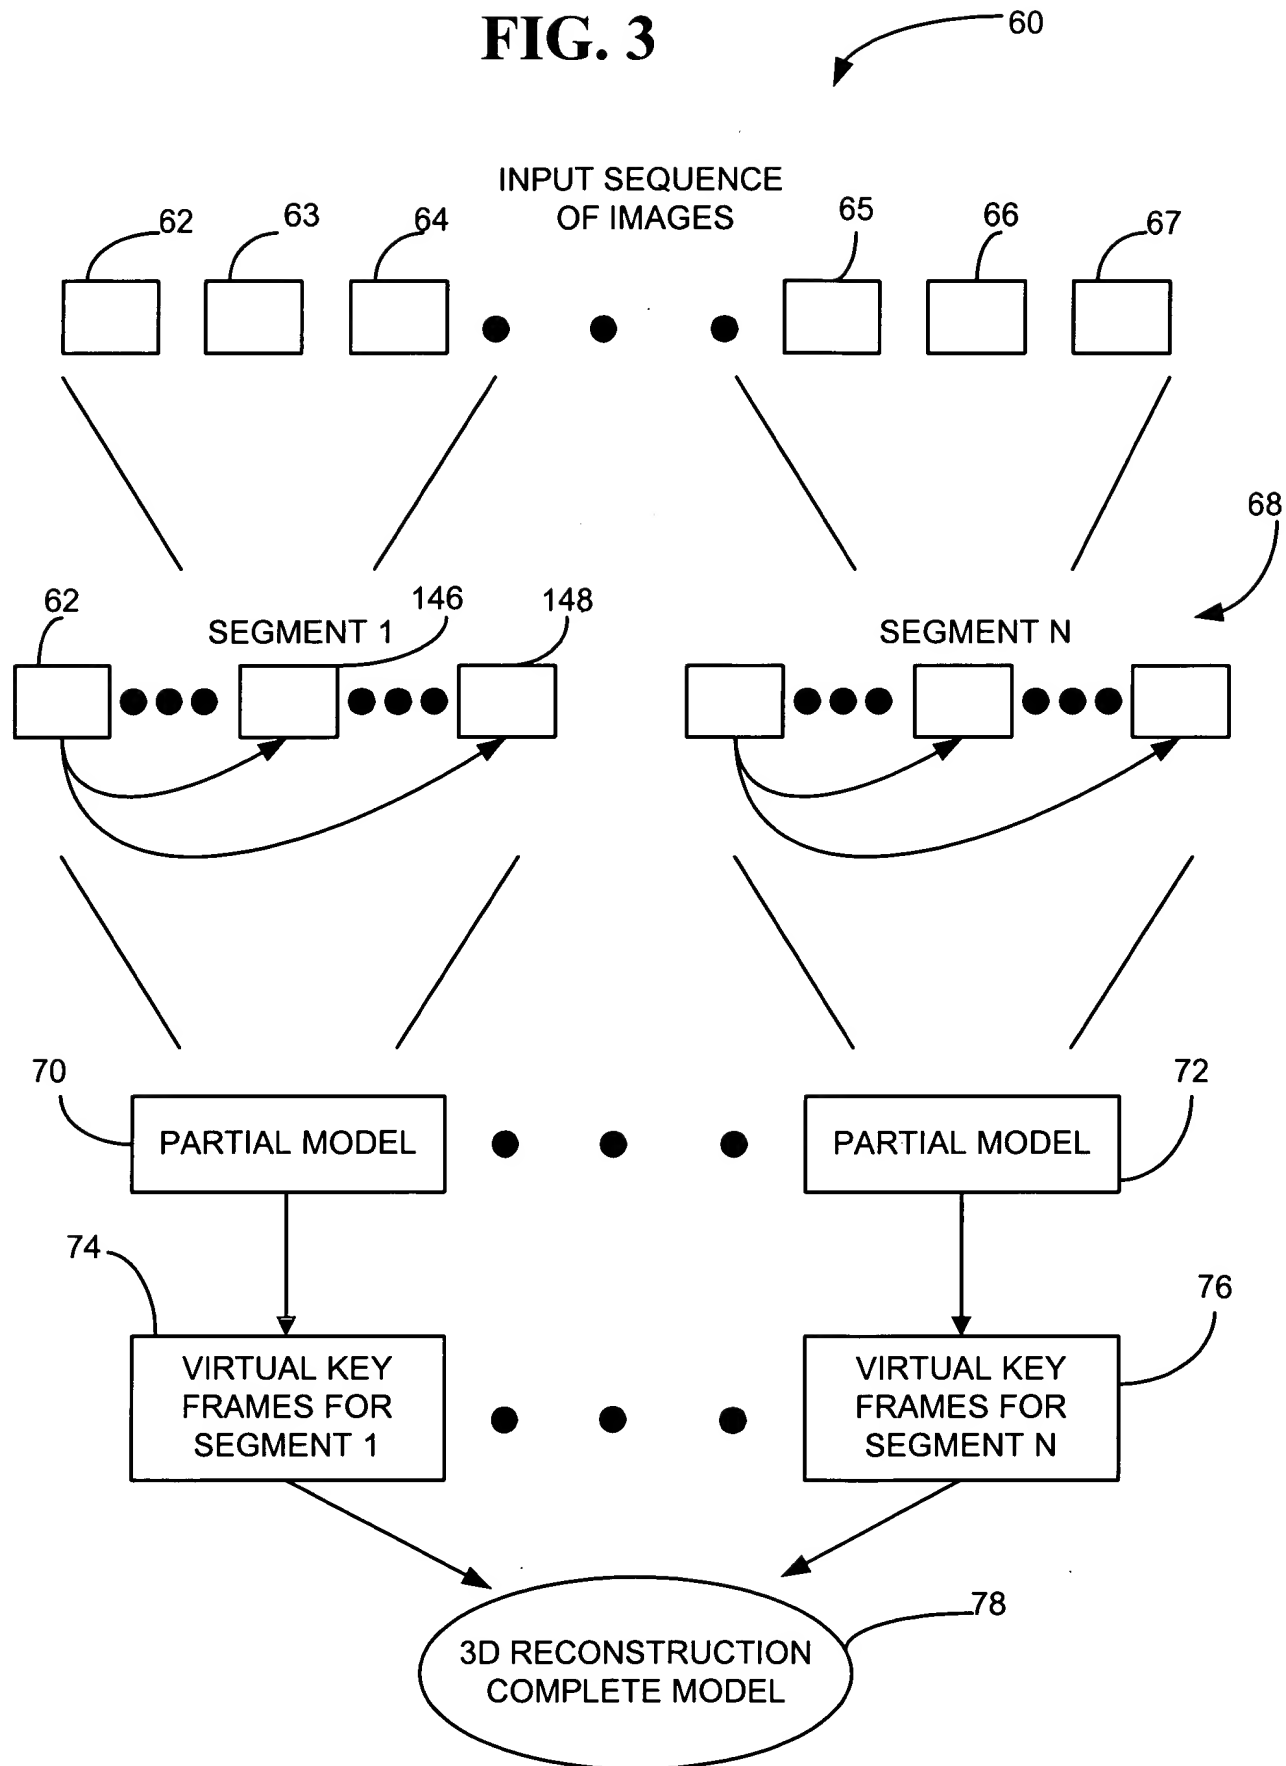 FIG. 3
60
INPUT SEQUENCE
OF IMAGES
62
63
64
65
66
67
68
62
SEGMENT 1
146
148
SEGMENT N
70
PARTIAL MODEL
PARTIAL MODEL
72
74
VIRTUAL KEY
FRAMES FOR
SEGMENT 1
VIRTUAL KEY
FRAMES FOR
SEGMENT N
76
3D RECONSTRUCTION
COMPLETE MODEL
78